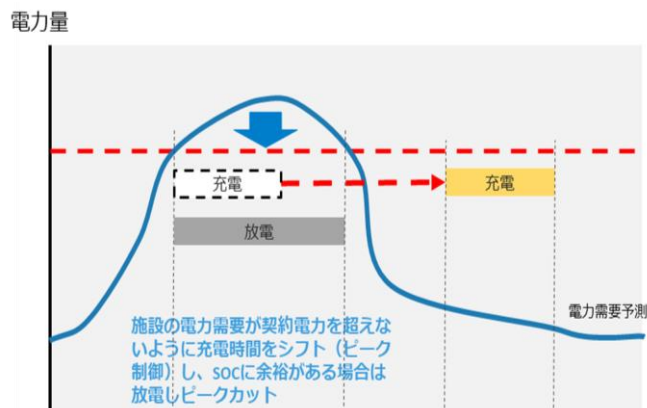 電力量
充電
充電
放電
電力需要予測
施設の電力需要が契約電力を超えな
いように充電時間をシフト（ピーク
制御）し、socに余裕がある場合は
放電しピークカット